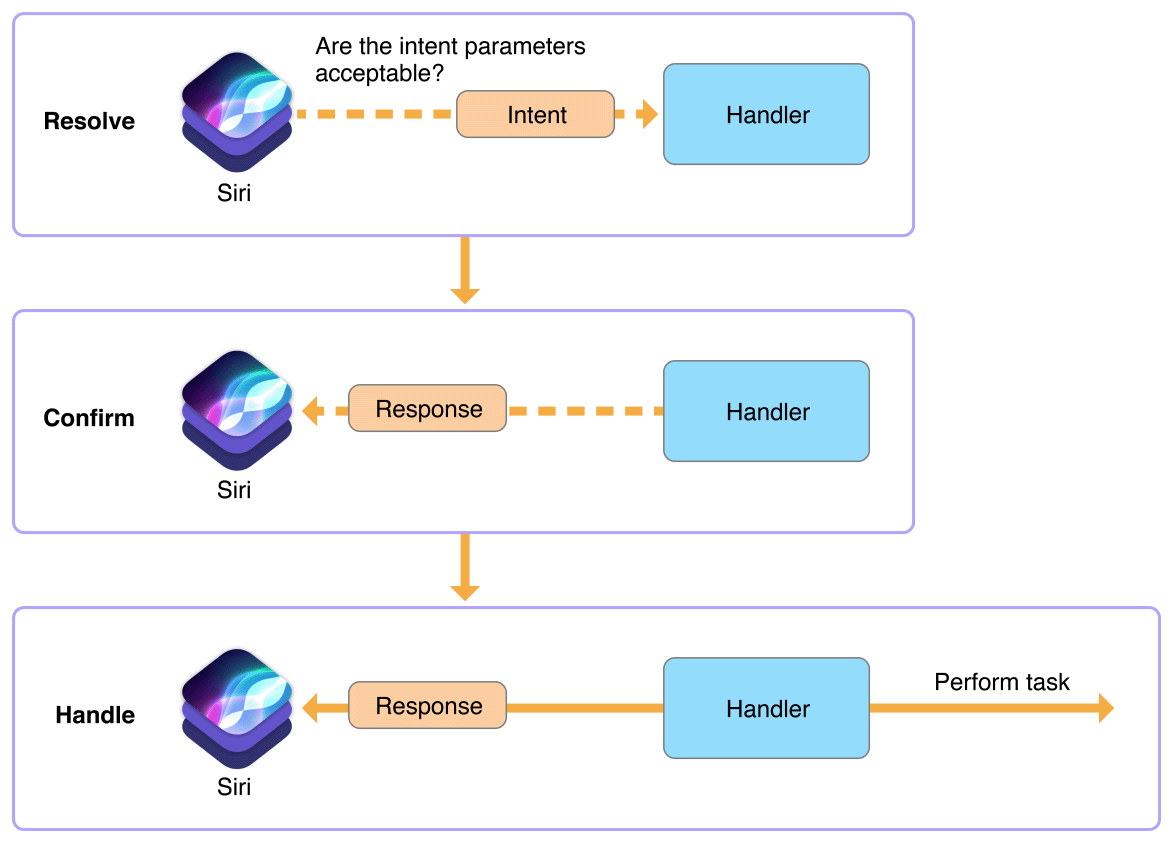 Are the intent parameters
acceptable?
Resolve
Intent
Handler
Siri
Confirm
Response
Handler
Siri
Perform task
Handle
Response
Handler
Siri